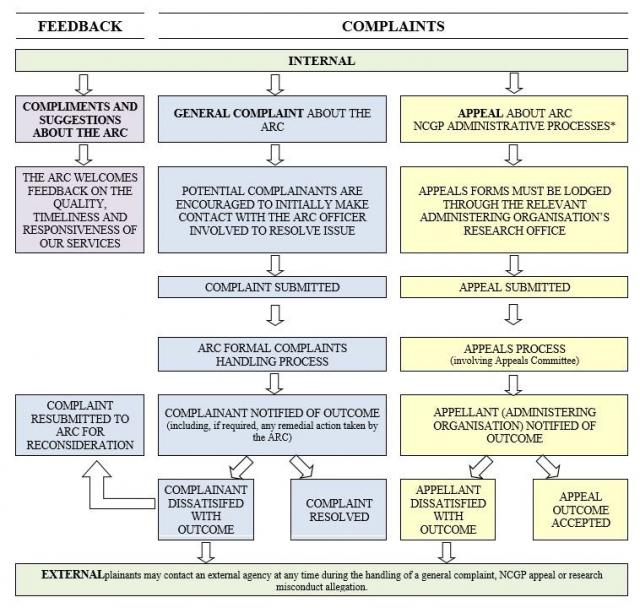 FEEDBACK
COMPLAINTS
INTERNAL
COMPLIMENTS AND
SUGGESTIONS
ABOUT THE ARC
GENERAL COMPLAINT ABOUT THE
ARC
APPEAL ABOUT ARC
NCGP ADMINISTRATIVE PROCESSES*
THE ARC WELCOMES
FEEDBACK ON THE
QUALITY,
TIMELINESS AND
RESPONSIVENESS OF
OUR SERVICES
POTENTIAL COMPLAINANTS ARE
ENCOURAGED TO INITIALLY MAKE
CONTACT WITH THE ARC OFFICER
INVOLVED TO RESOLVE ISSUE
APPEALS FORMS MUST BE LODGED
THROUGH THE RELEVANT
ADMINISTERING ORGANISATION'S
RESEARCH OFFICE
COMPLAINT SUBMITTED
APPEAL SUBMITTED
ARC FORMAL COMPLAINTS
HANDLING PROCESS
APPEALS PROCESS
(involving Appeals Committee)
COMPLAINT
RESUBMITTED TO
ARC FOR
RECONSIDERATION
COMPLAINANT NOTIFIED OF OUTCOME
(including, if required, any remedial action taken by
the ARC)
APPELLANT (ADMINISTERING
ORGANISATION) NOTIFIED OF
OUTCOME
COMPLAINANT
DISSATISIFED
WITH
OUTCOME
COMPLAINT
RESOLVED
APPELLANT
DISSATISFIED
WITH
OUTCOME
APPEAL
OUTCOME
ACCEPTED
EXTERNALplainants may contact an external agency at any time during the handling of a general complaint, NCGP appeal or research
misconduct allegation.